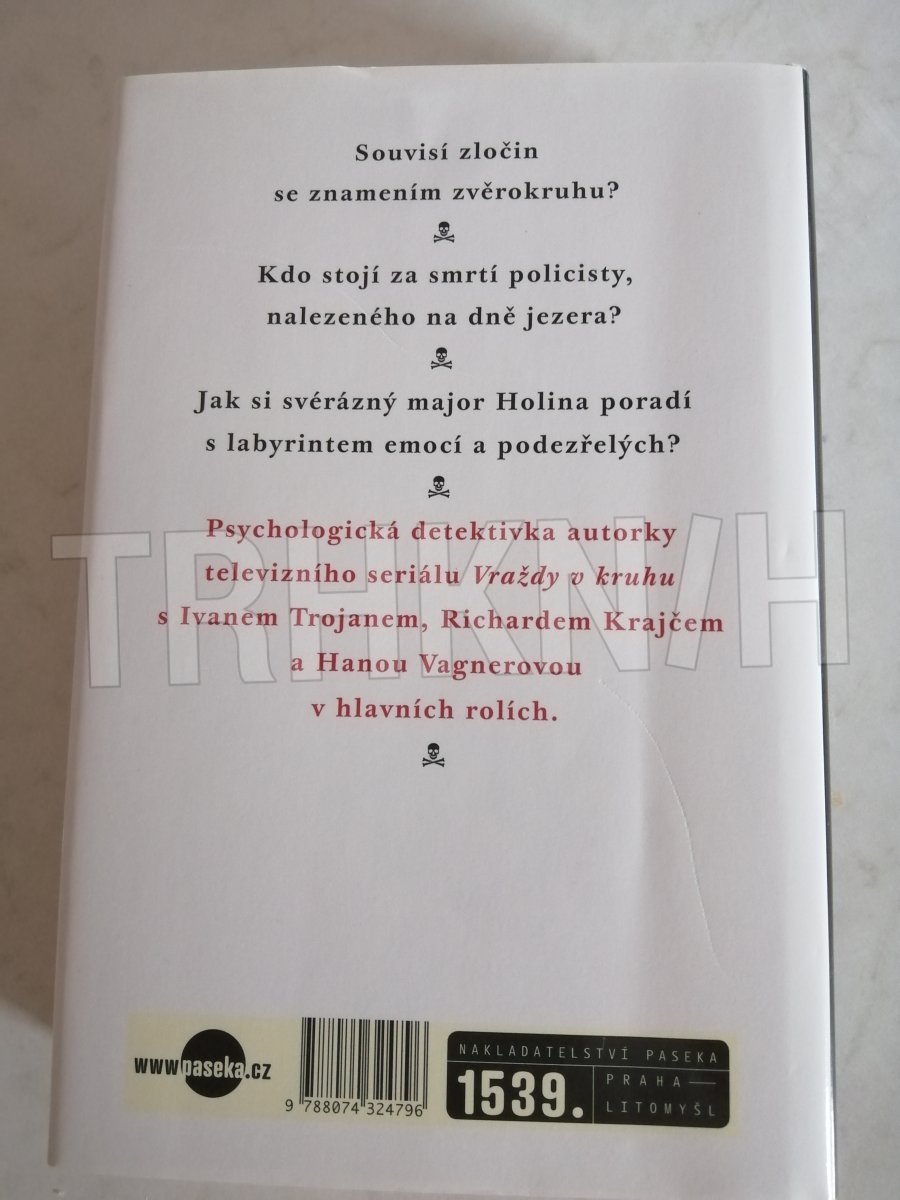 Souvisí zločin
se znamením zvěrokruhu?
Kdo stojí za smrtí policisty,
nalezeného na dně jezera?
Jak si svérázný major Holina poradí
s labyrintem emocí a podezřelých?
Psychologická detektivka autorky
televizního seriálu Vraždy v kruhu
s Ivanem Trojanem, Richardem Krajčem
a Hanou Vagnerovou
v hlavních rolích.
TRHKNIH
www.paseka.cz
9 788074 324796
NAKLADATELSTVÍ PASEKA
1539.
PRAHA—
LITOMYŠL